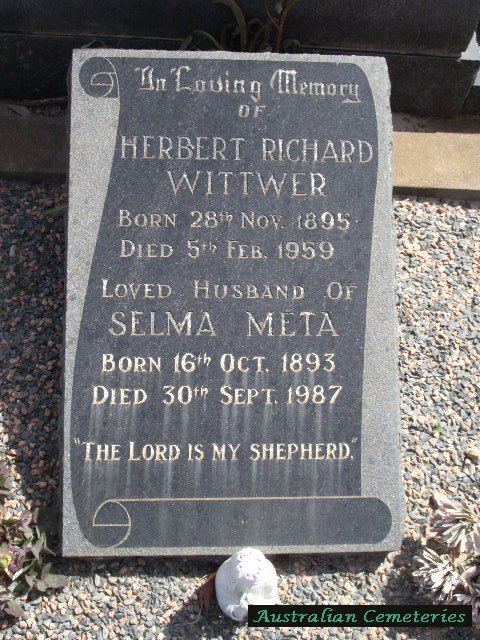 In Loving Memory
OF
HERBERT RICHARD
WITTWER
BORN 28th NOV. 1895
DIED 5th FEB. 1959
LOVED HUSBAND OF
SELMA META
BORN 16th OCT. 1893
DIED 30th SEPT. 1987
"THE LORD IS MY SHEPHERD."
Australian Cemeteries